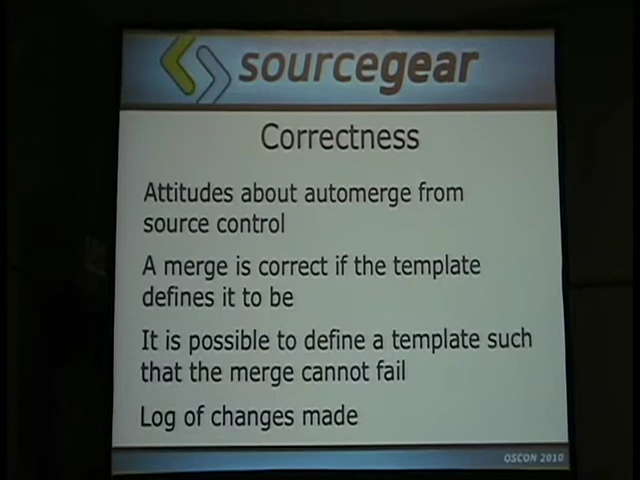 sourcegear
Correctness
Attitudes about automerge from
source control
A merge is correct if the template
defines it to be
It is possible to define a template such
that the merge cannot fail
Log of changes made
OSCON 2010